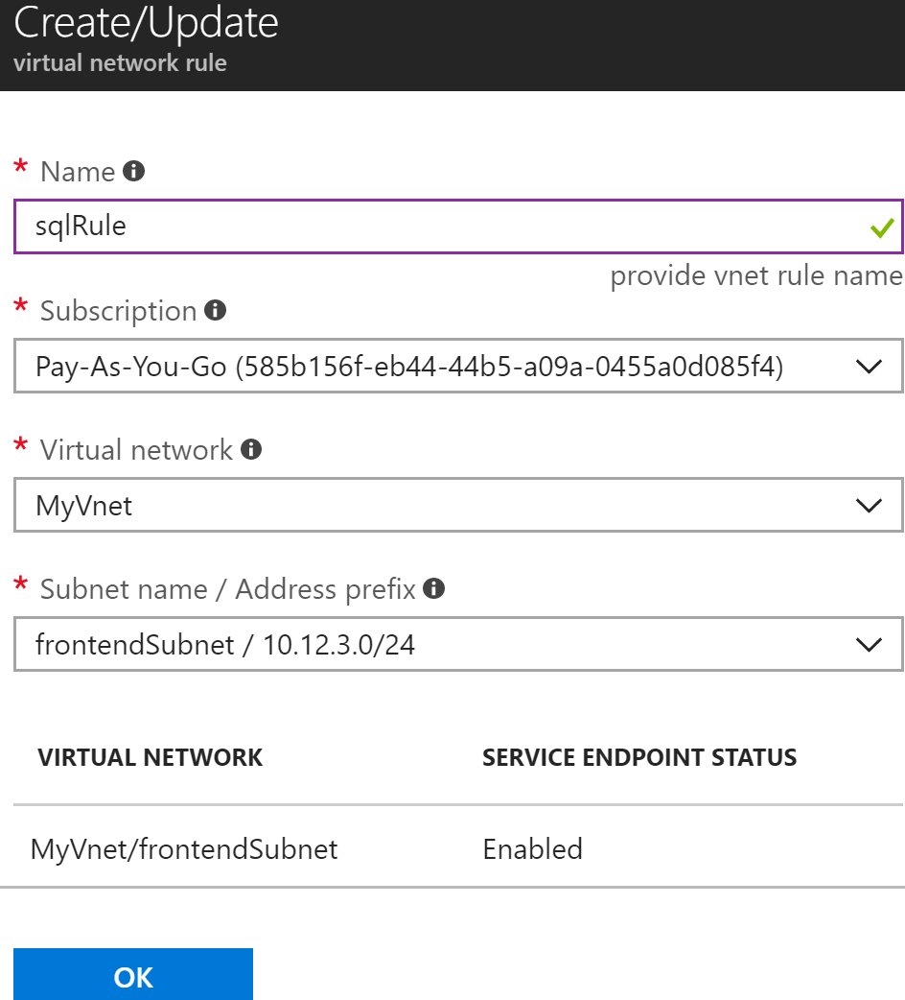 Create/Update
virtual network rule
* Name
sqlRule
provide vnet rule name
* Subscription
Pay-As-You-Go (585b156f-eb44-44b5-a09a-0455a0d085f4)
* Virtual network
MyVnet
* Subnet name / Address prefix
frontendSubnet / 10.12.3.0/24
VIRTUAL NETWORK SERVICE ENDPOINT STATUS
MyVnet/frontendSubnet Enabled
OK